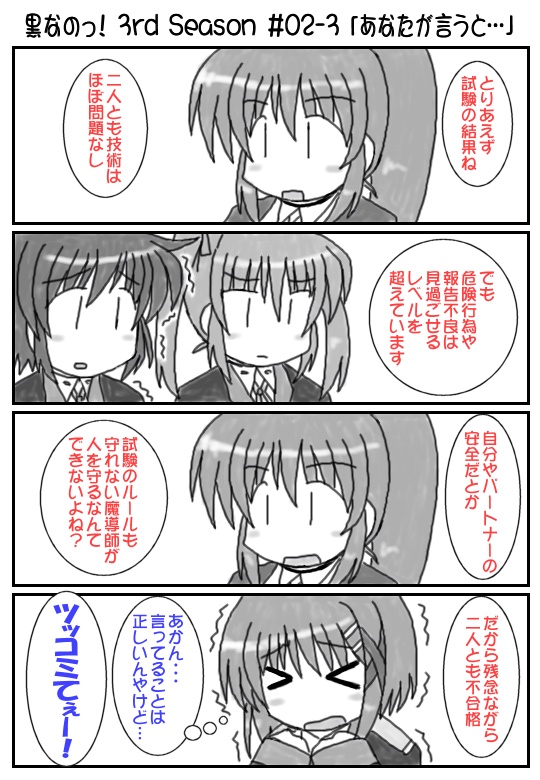 黒なのっ! 3rd Season #02-3 「あなたが言うと…」
とりあえず
試験の結果ね
二人とも技術は
ほぼ問題なし
でも
危険行為や
報告不良は
見過ごせる
レベルを
超えています
自分やパートナーの
安全だとか
試験のルールも
守れない魔導師が
人を守るなんて
できないよね?
だから残念ながら
二人とも不合格
あかん・・・
言ってることは
正しいんやけど…
ツッコミてぇー!